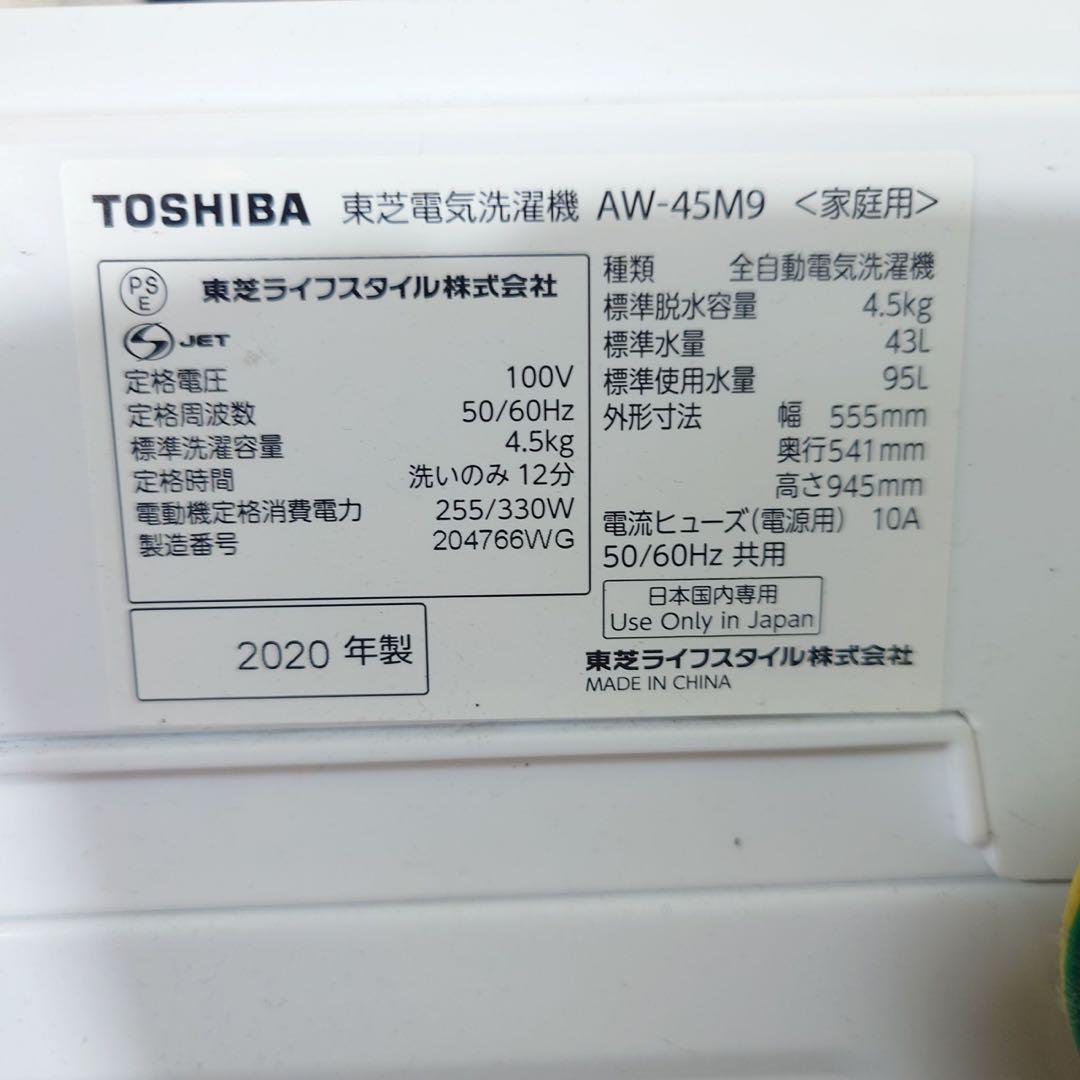 TOSHIBA 東芝電気洗濯機 AW-45M9 <家庭用>
PSE 東芝ライフスタイル株式会社
S JET
定格電圧 100V
定格周波数 50/60Hz
標準洗濯容量 4.5kg
定格時間 洗いのみ 12分
電動機定格消費電力 255/330W
製造番号 204766WG
2020 年製
種類 全自動電気洗濯機
標準脱水容量 4.5kg
標準水量 43L
標準使用水量 95L
外形寸法 幅 555mm
奥行541mm
高さ945mm
電流ヒューズ(電源用) 10A
50/60Hz 共用
日本国内専用
Use Only in Japan
東芝ライフスタイル株式会社
MADE IN CHINA